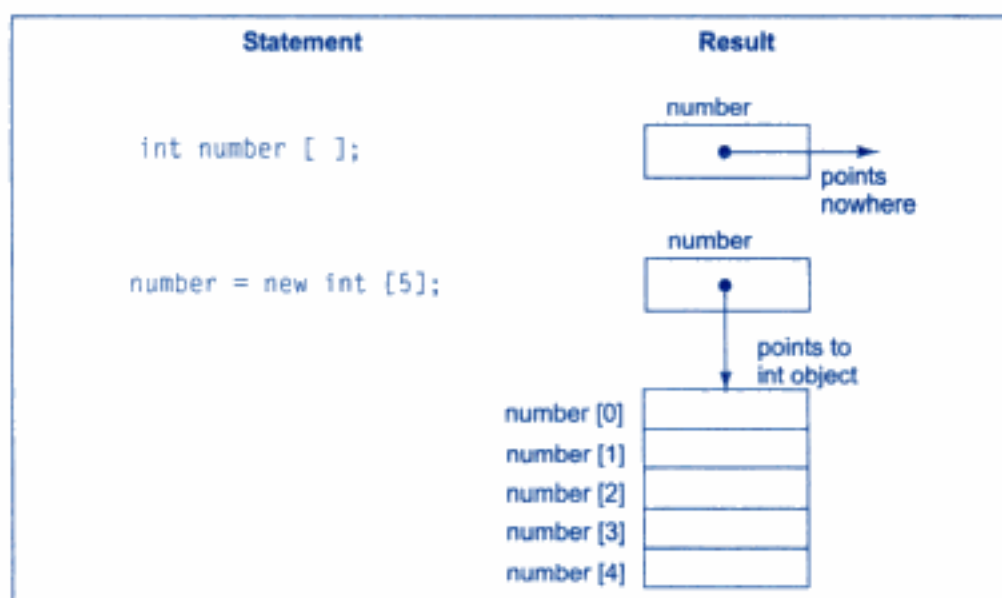 Statement Result
number
int number [ ];
points
nowhere
number
number = new int [5];
points to
int object
number [0]
number [1]
number [2]
number [3]
number [4]